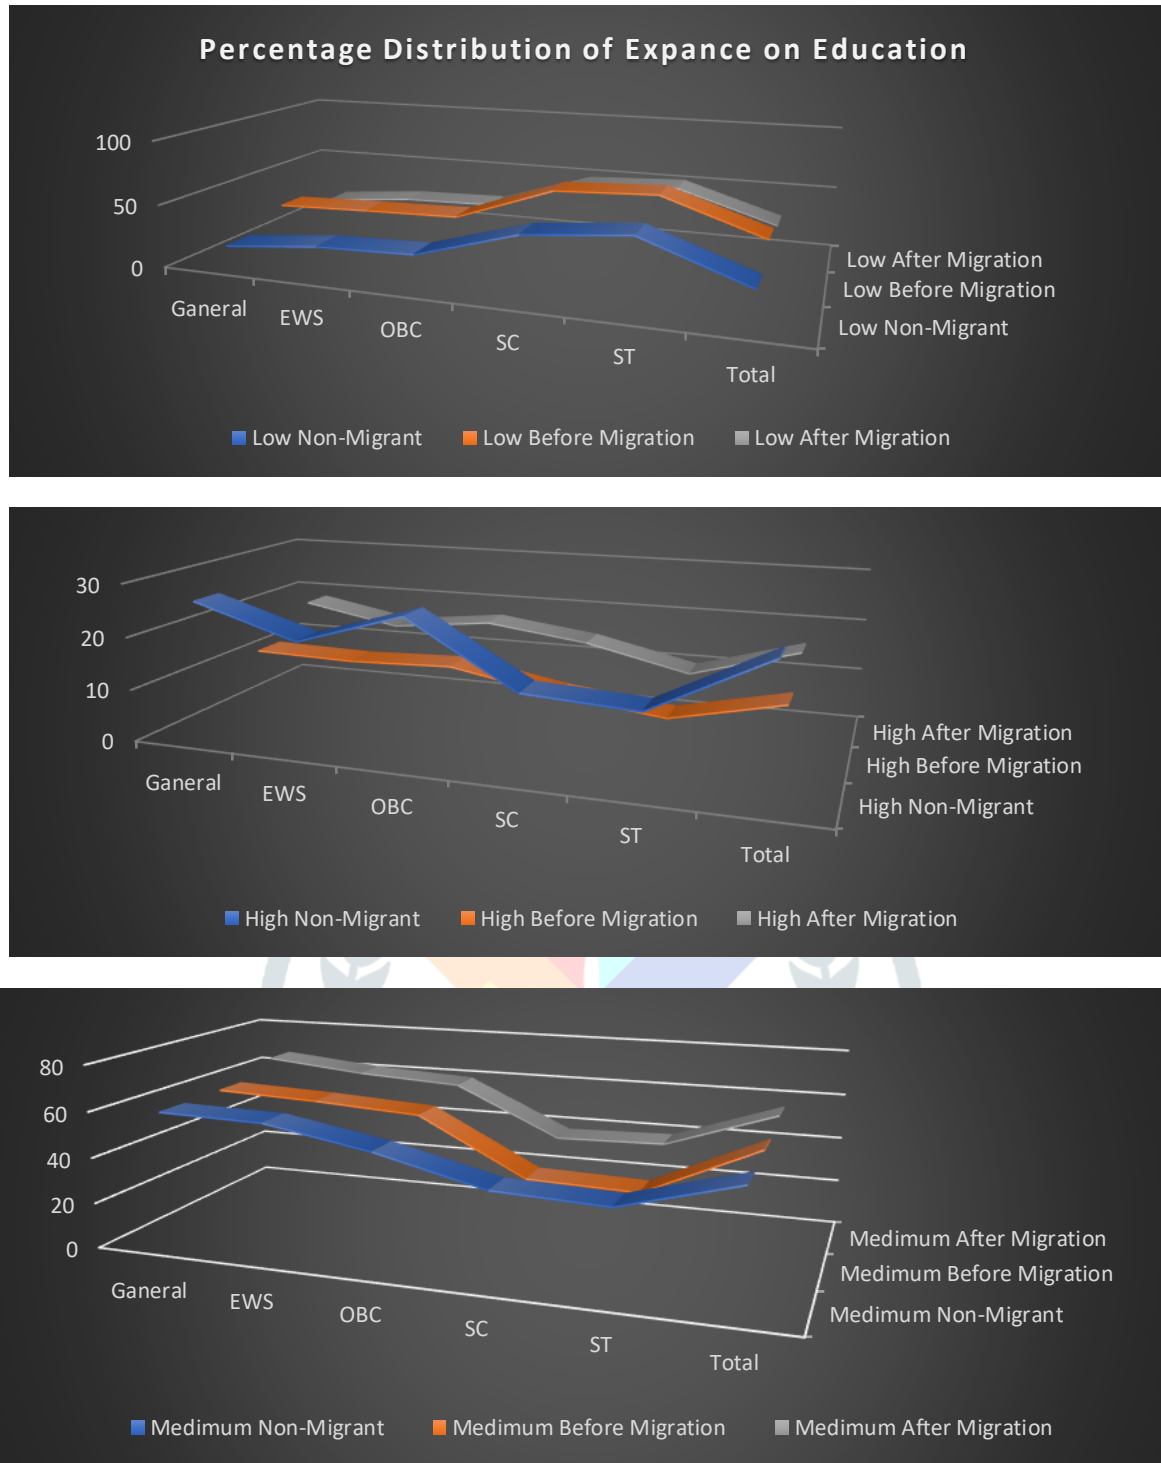 Percentage Distribution of Expance on Education
100
50
0
Ganeral
EWS
OBC
SC
ST
Total
Low After Migration
Low Before Migration
Low Non-Migrant
Low Non-Migrant Low Before Migration Low After Migration
30
20
10
0
Ganeral
EWS
OBC
SC
ST
Total
High After Migration
High Before Migration
High Non-Migrant
High Non-Migrant High Before Migration High After Migration
80
60
40
20
0
Ganeral
EWS
OBC
SC
ST
Total
Medimum After Migration
Medimum Before Migration
Medimum Non-Migrant
Medimum Non-Migrant Medimum Before Migration Medimum After Migration